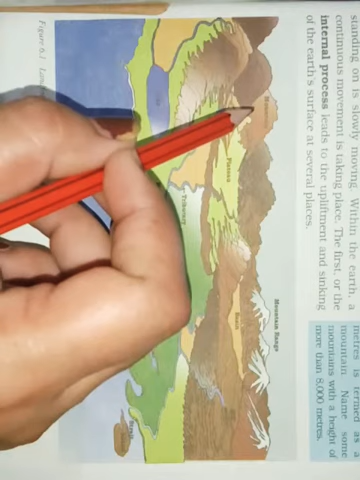 standing on is slowly moving. Within the earth, a
continuous movement is taking place. The first, or the
internal process leads to the upliftment and sinking
of the earth's surface at several places.
metres is termed as a
mountain. Name some
mountains with a height of
more than 8,000 metres.
Mountain Range
Plateau
Tributary
Figure 6.1